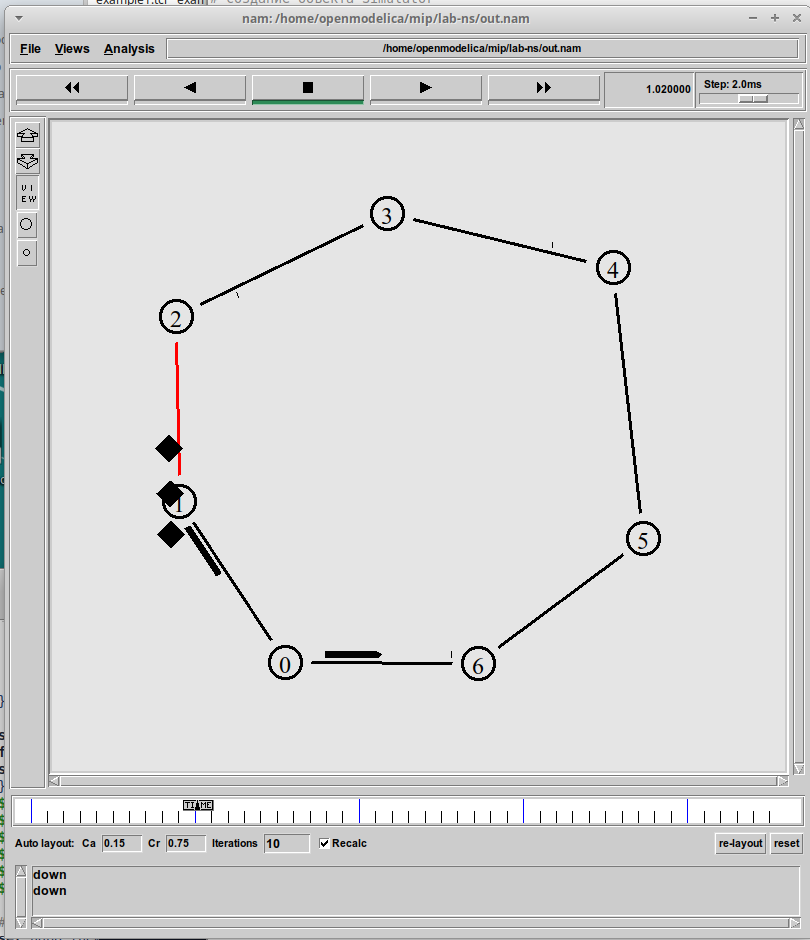 example1.tcl exan # Создание объекта Simulator
nam: /home/openmodelica/mip/lab-ns/out.nam
File Views Analysis /home/openmodelica/mip/lab-ns/out.nam
1.020000 Step: 2.0ms
VIEW
3
4
2
1
5
0
6
TIME
Auto layout: Ca 0.15 Cr 0.75 Iterations 10 Recalc re-layout reset
down
down